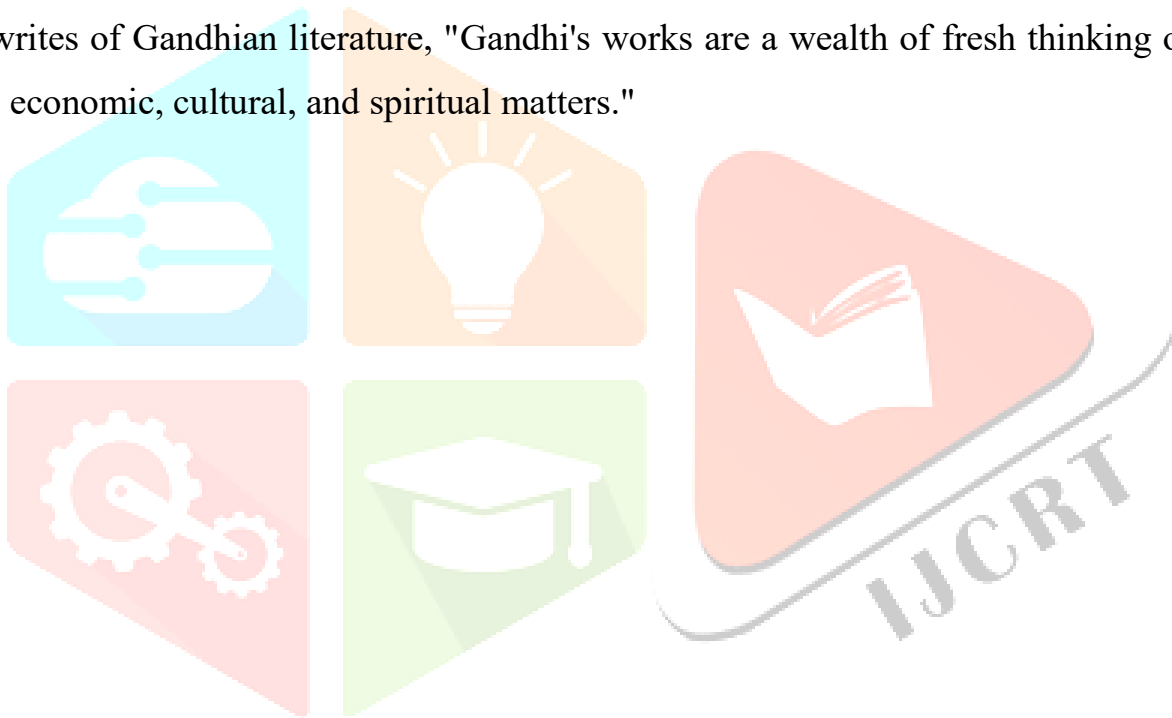 writes of Gandhian literature, "Gandhi's works are a wealth of fresh thinking
economic, cultural, and spiritual matters."
IJCRT